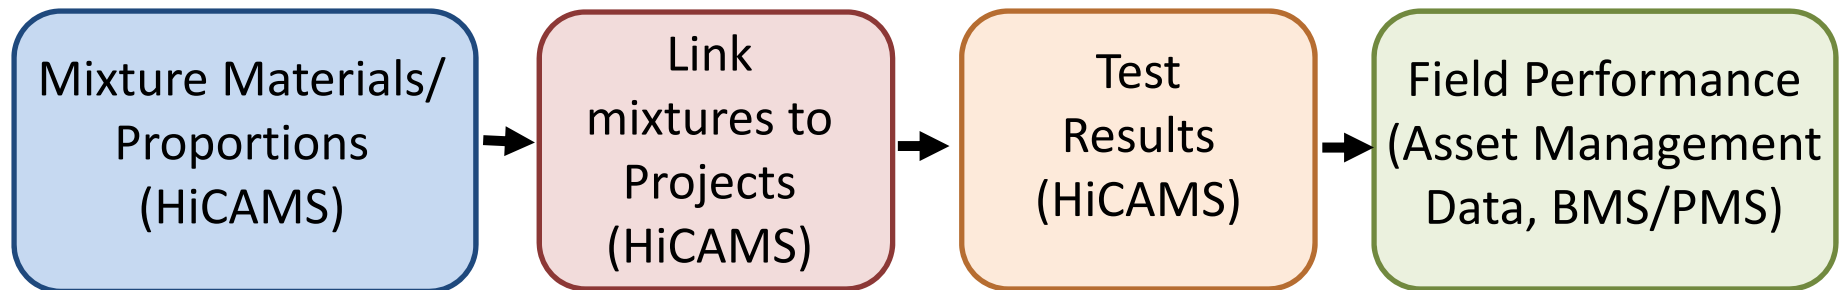 Mixture Materials/
Proportions
(HiCAMS)
Link
mixtures to
Projects
(HiCAMS)
Test
Results
(HiCAMS)
Field Performance
(Asset Management
Data, BMS/PMS)